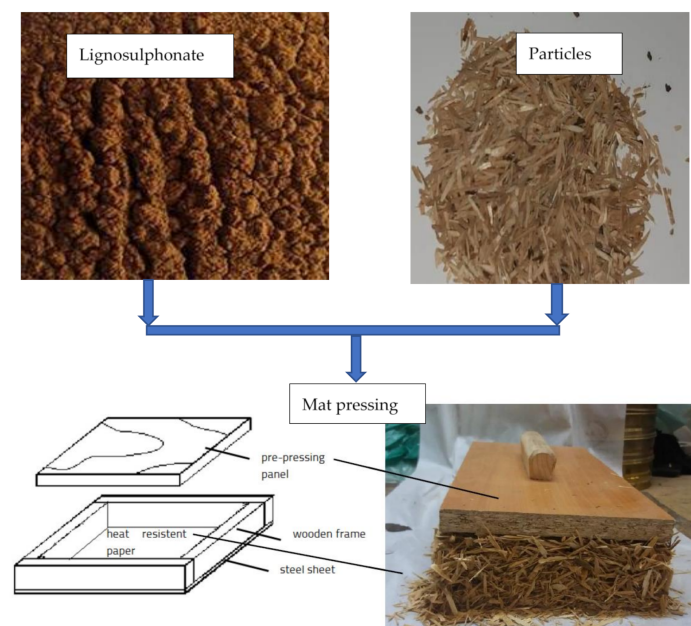 Lignosulphonate
Particles
Mat pressing
pre-pressing
panel
heat resistent
paper
wooden frame
steel sheet